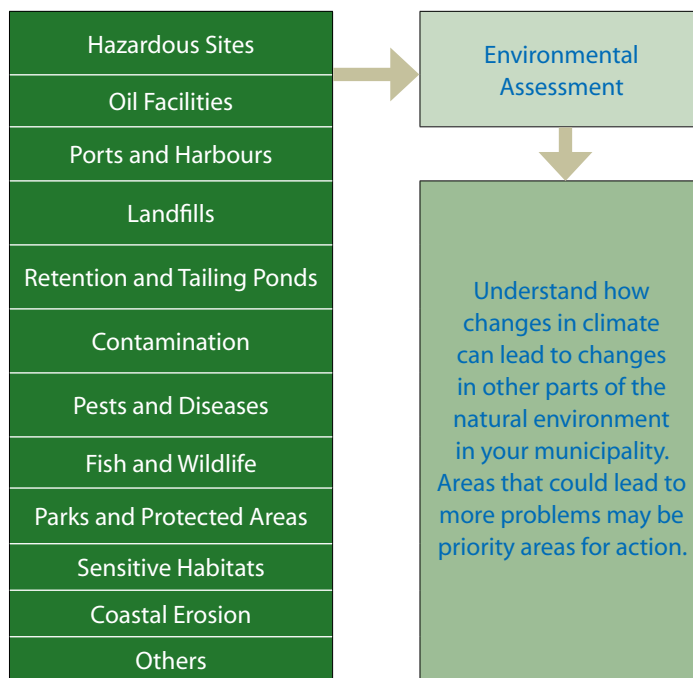 Hazardous Sites
Oil Facilities
Ports and Harbours
Landfills
Retention and Tailing Ponds
Contamination
Pests and Diseases
Fish and Wildlife
Parks and Protected Areas
Sensitive Habitats
Coastal Erosion
Others
Environmental
Assessment
Understand how
changes in climate
can lead to changes
in other parts of the
natural environment
in your municipality.
Areas that could lead to
more problems may be
priority areas for action.